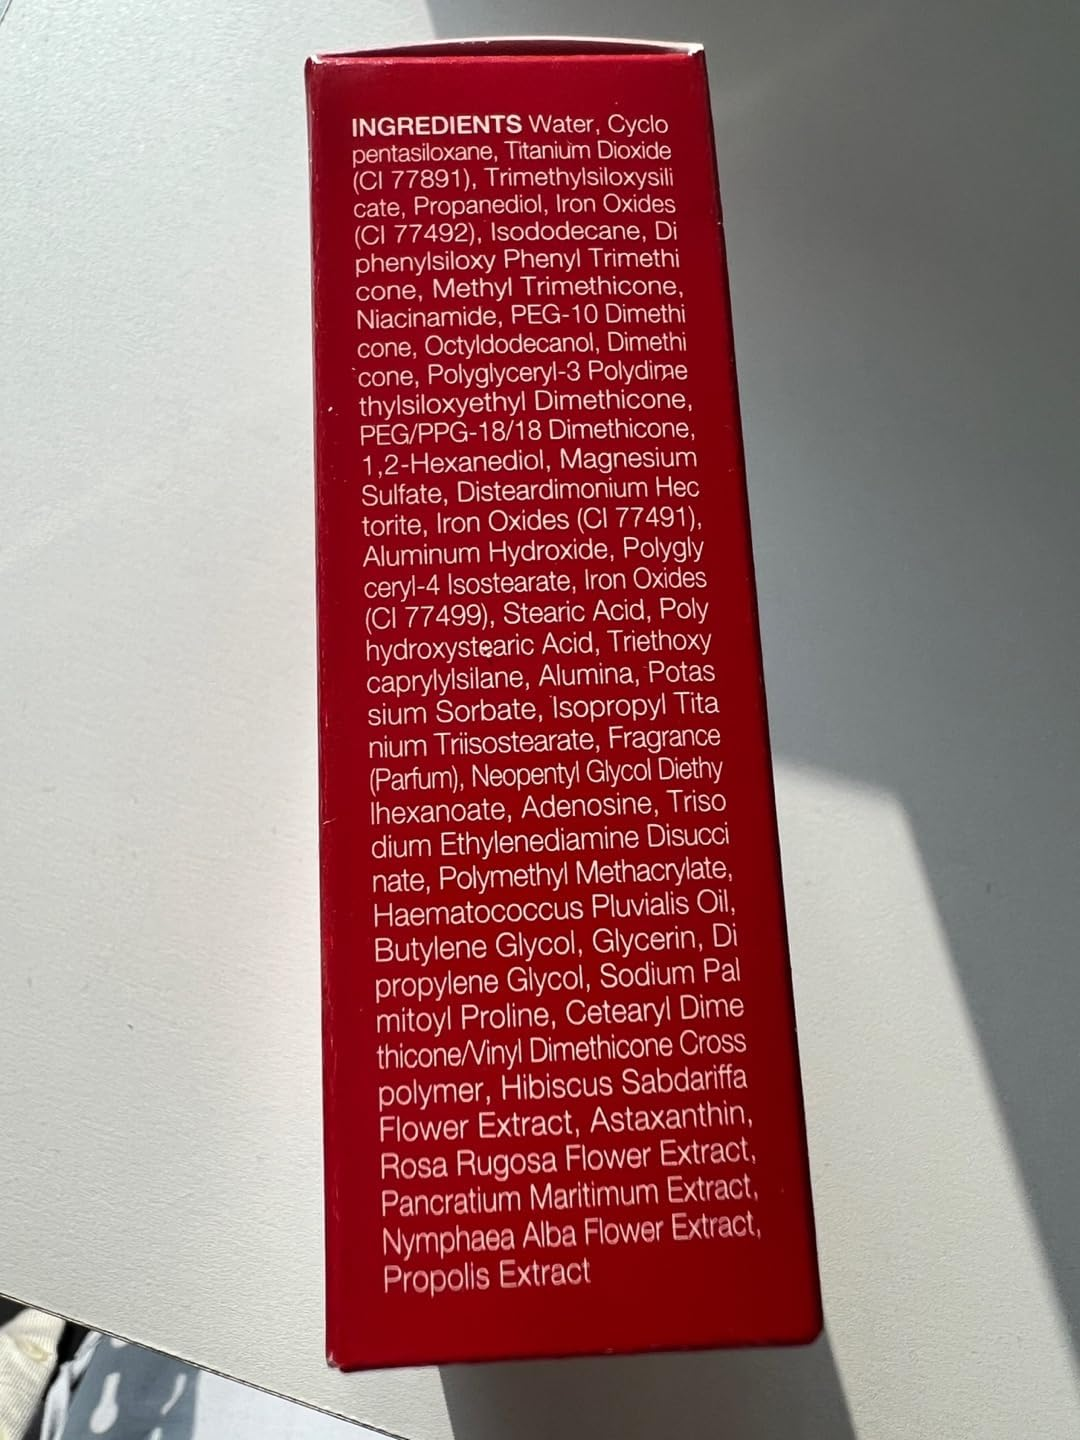 INGREDIENTS Water, Cyclo
pentasiloxane, Titanium Dioxide
(CI 77891), Trimethylsiloxysili
cate, Propanediol, Iron Oxides
(CI 77492), Isododecane, Di
phenylsiloxy Phenyl Trimethi
cone, Methyl Trimethicone,
Niacinamide, PEG-10 Dimethi
cone, Octyldodecanol, Dimethi
cone, Polyglyceryl-3 Polydime
thylsiloxyethyl Dimethicone,
PEG/PPG-18/18 Dimethicone,
1,2-Hexanediol, Magnesium
Sulfate, Disteardimonium Hec
torite, Iron Oxides (CI 77491),
Aluminum Hydroxide, Polygly
ceryl-4 Isostearate, Iron Oxides
(CI 77499), Stearic Acid, Poly
hydroxystearic Acid, Triethoxy
caprylylsilane, Alumina, Potas
sium Sorbate, Isopropyl Tita
nium Triisostearate, Fragrance
(Parfum), Neopentyl Glycol Diethy
lhexanoate, Adenosine, Triso
dium Ethylenediamine Disucci
nate, Polymethyl Methacrylate,
Haematococcus Pluvialis Oil,
Butylene Glycol, Glycerin, Di
propylene Glycol, Sodium Pal
mitoyl Proline, Cetearyl Dime
thicone/Vinyl Dimethicone Cross
polymer, Hibiscus Sabdariffa
Flower Extract, Astaxanthin,
Rosa Rugosa Flower Extract,
Pancratium Maritimum Extract,
Nymphaea Alba Flower Extract,
Propolis Extract